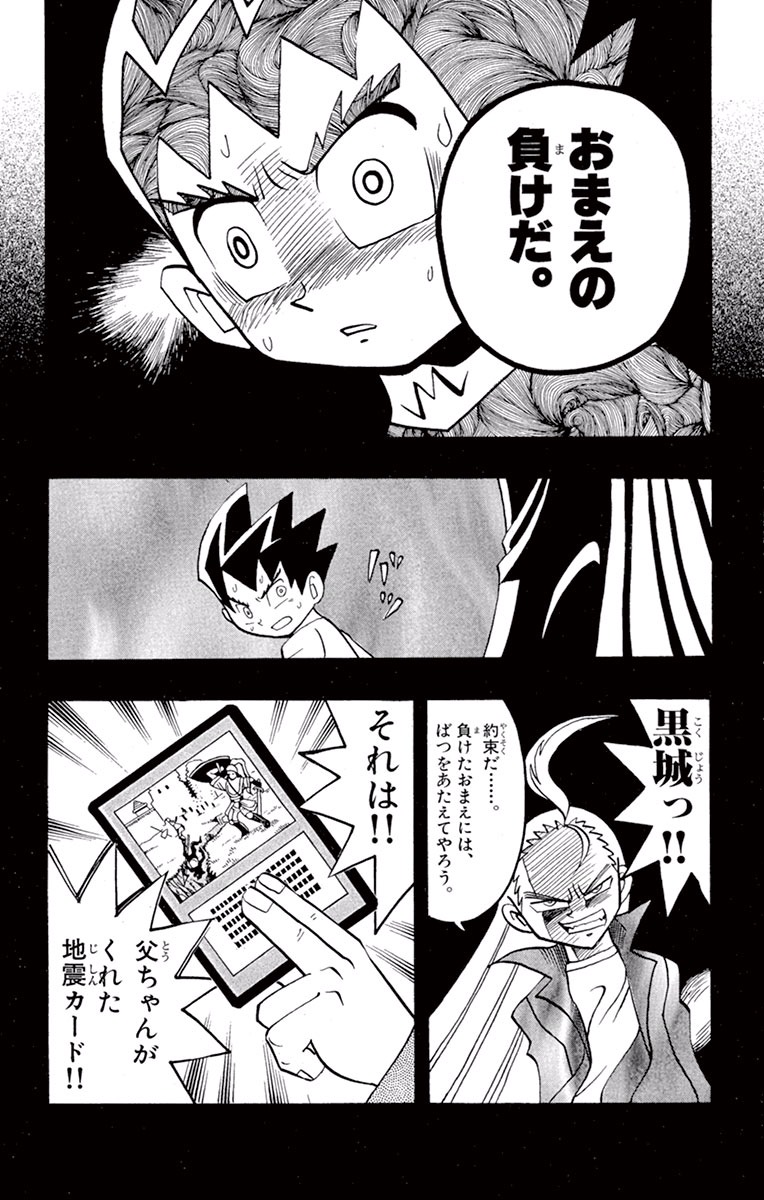 おまえの
負けだ。
バッ
黒城っ!!
約束だ……。
負けたおまえには、
ばつをあたえてやろう。
それは!!
父ちゃんが
くれた
地震カード!!